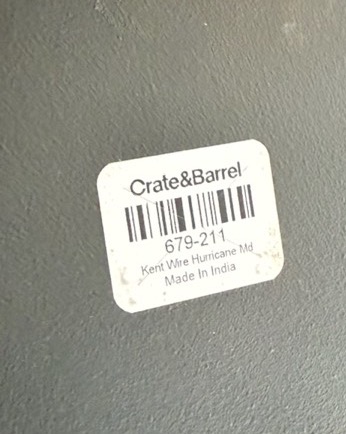 Crate&Barrel
679-211
Kent Wire Hurricane Md
Made In India